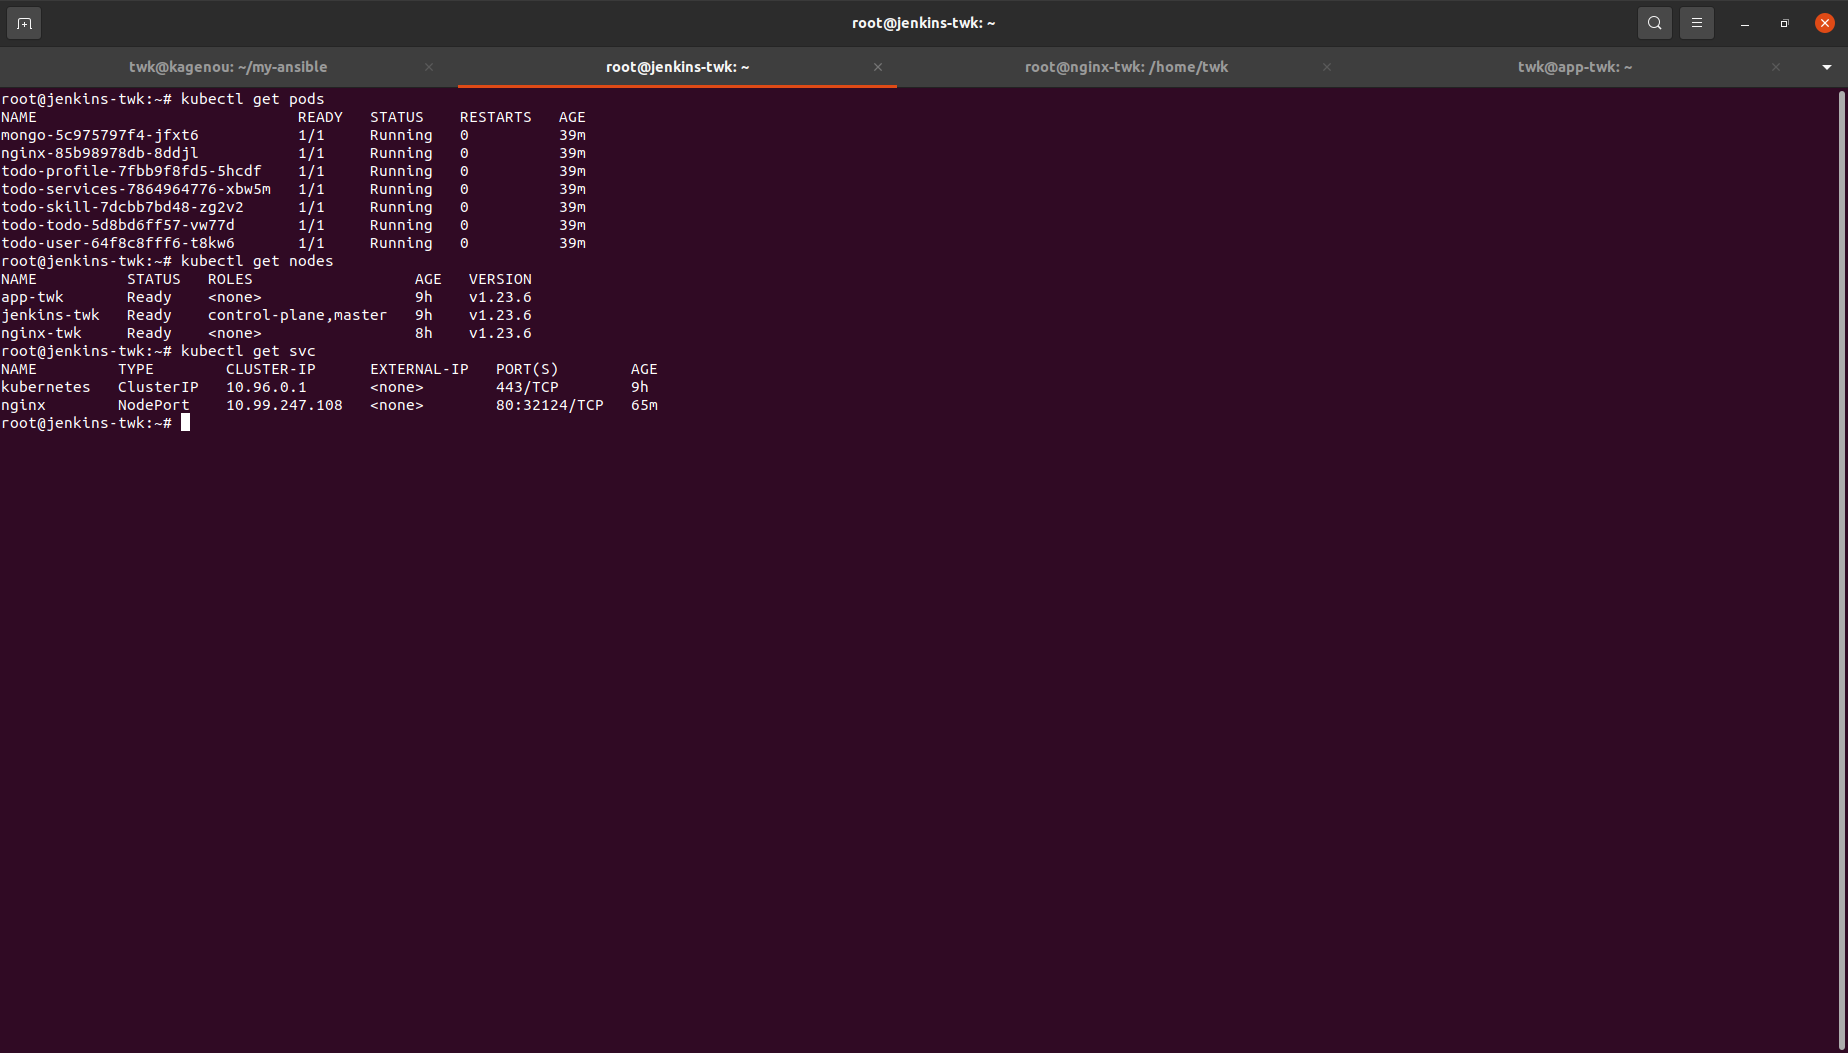 root@jenkins-twk: ~
twk@kagenou: ~/my-ansible
root@jenkins-twk: ~
root@nginx-twk: /home/twk
twk@app-twk: ~
root@jenkins-twk:~# kubectl get pods
NAME                             READY   STATUS    RESTARTS   AGE
mongo-5c975797f4-jfxt6           1/1     Running   0          39m
nginx-85b98978db-8ddjl           1/1     Running   0          39m
todo-profile-7fbb9f8fd5-5hcdf    1/1     Running   0          39m
todo-services-7864964776-xbw5m   1/1     Running   0          39m
todo-skill-7dcbb7bd48-zg2v2      1/1     Running   0          39m
todo-todo-5d8bd6ff57-vw77d       1/1     Running   0          39m
todo-user-64f8c8fff6-t8kw6       1/1     Running   0          39m
root@jenkins-twk:~# kubectl get nodes
NAME          STATUS   ROLES                  AGE   VERSION
app-twk       Ready    <none>                 9h    v1.23.6
jenkins-twk   Ready    control-plane,master   9h    v1.23.6
nginx-twk     Ready    <none>                 8h    v1.23.6
root@jenkins-twk:~# kubectl get svc
NAME         TYPE        CLUSTER-IP      EXTERNAL-IP   PORT(S)        AGE
kubernetes   ClusterIP   10.96.0.1       <none>        443/TCP        9h
nginx        NodePort    10.99.247.108   <none>        80:32124/TCP   65m
root@jenkins-twk:~#